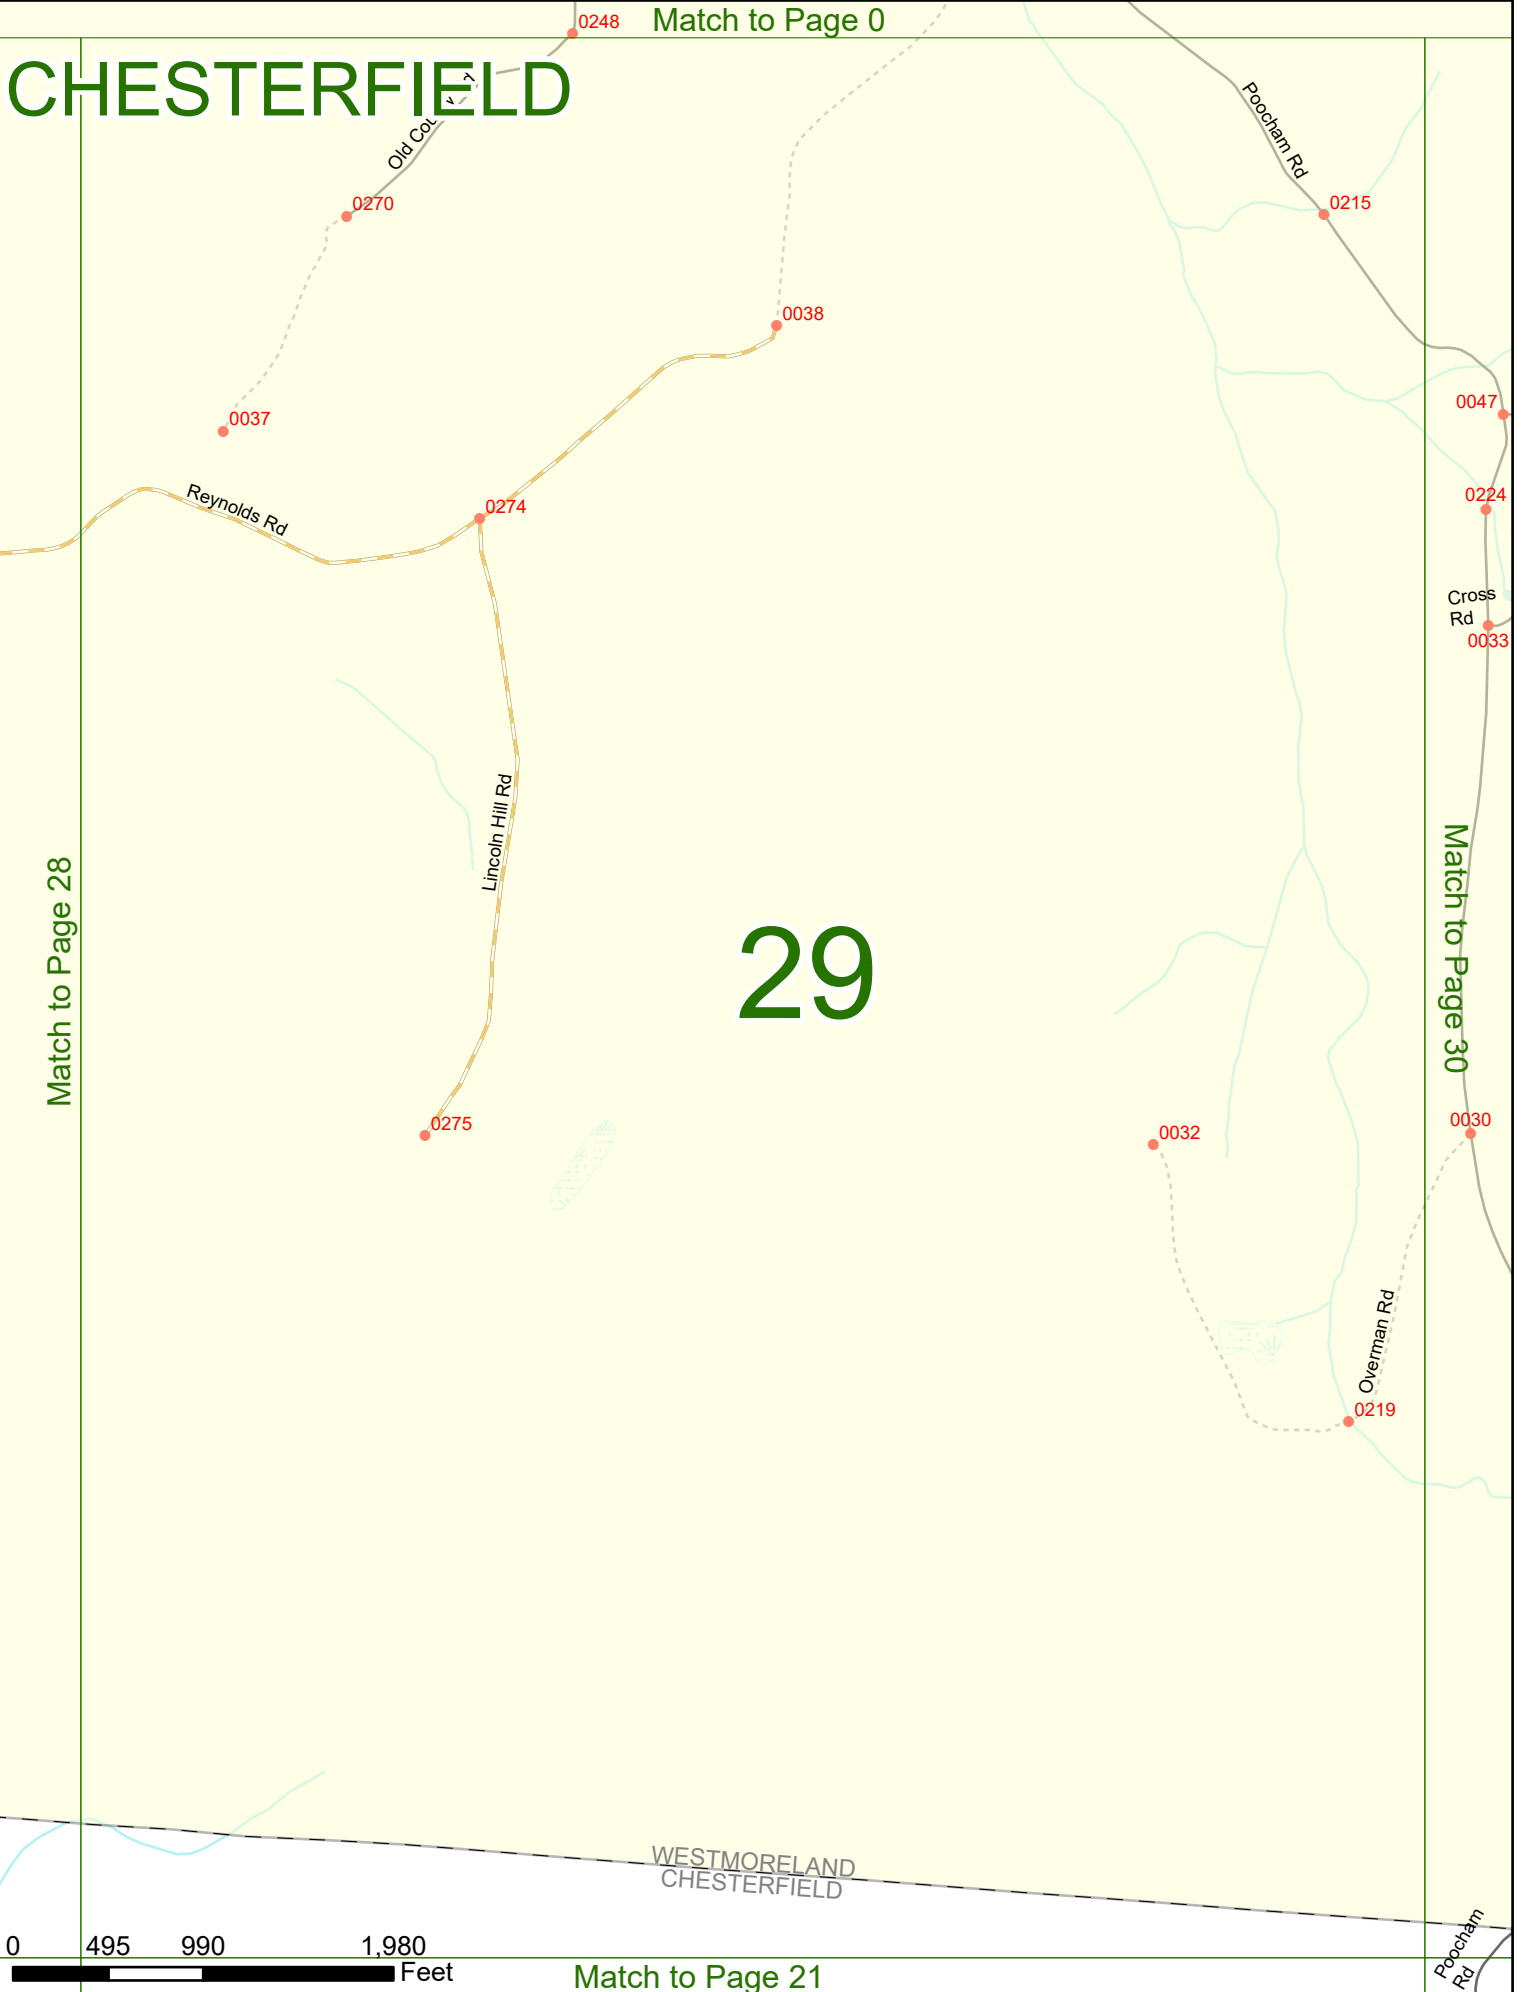 0248
Match to Page 0
CHESTERFIELD
Old
Poocham Rd
0270
0215
0038
0047
0037
Reynolds Rd
0274
0224
Cross
Rd
0033
Lincoln Hill Rd
Match to Page 28
29
Match to Page 30
0275
0032
0030
Overman Rd
0219
WESTMORELAND
CHESTERFIELD
0 495 990 1,980
Feet
Match to Page 21
Poocham
Rd